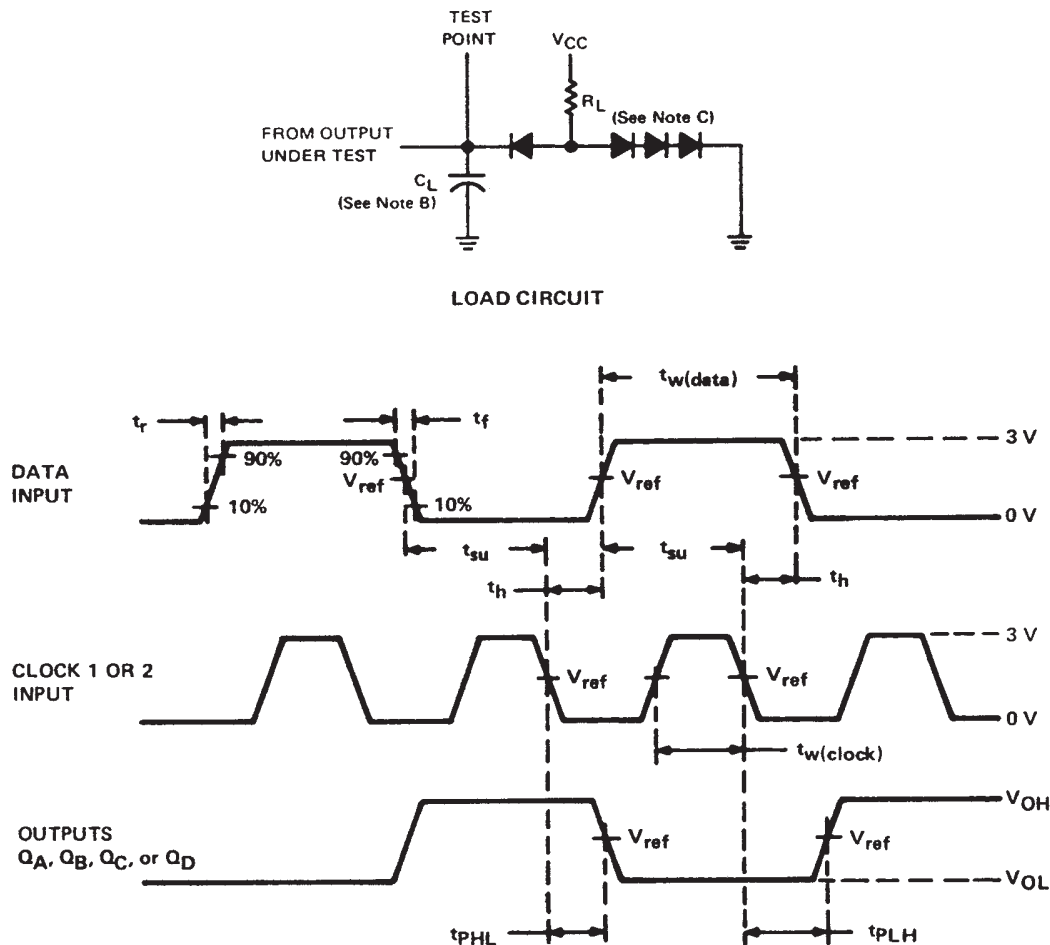 TEST
POINT
VCC
RL
(See Note C)
FROM OUTPUT
UNDER TEST
CL
(See Note B)
LOAD CIRCUIT
tw(data)
tr
tf
3 V
90%
90%
DATA
INPUT
Vref
Vref
Vref
10%
10%
0 V
tsu
tsu
th
th
3 V
CLOCK 1 OR 2
INPUT
Vref
Vref
0 V
tw(clock)
VOH
OUTPUTS
QA, QB, QC, or QD
Vref
Vref
VOL
tPHL
tPLH